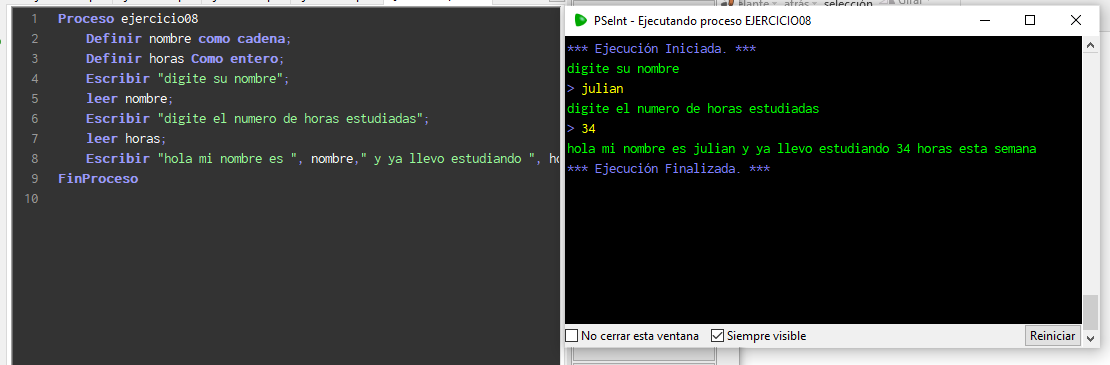 1 Proceso ejercicio08
2 Definir nombre como cadena;
3 Definir horas Como entero;
4 Escribir "digite su nombre";
5 leer nombre;
6 Escribir "digite el numero de horas estudiadas";
7 leer horas;
8 Escribir "hola mi nombre es ", nombre," y ya llevo estudiando ", ho
9 FinProceso
10
atrás selección
PSeInt - Ejecutando proceso EJERCICIO08
*** Ejecución Iniciada. ***
digite su nombre
> julian
digite el numero de horas estudiadas
> 34
hola mi nombre es julian y ya llevo estudiando 34 horas esta semana
*** Ejecución Finalizada. ***
No cerrar esta ventana Siempre visible Reiniciar